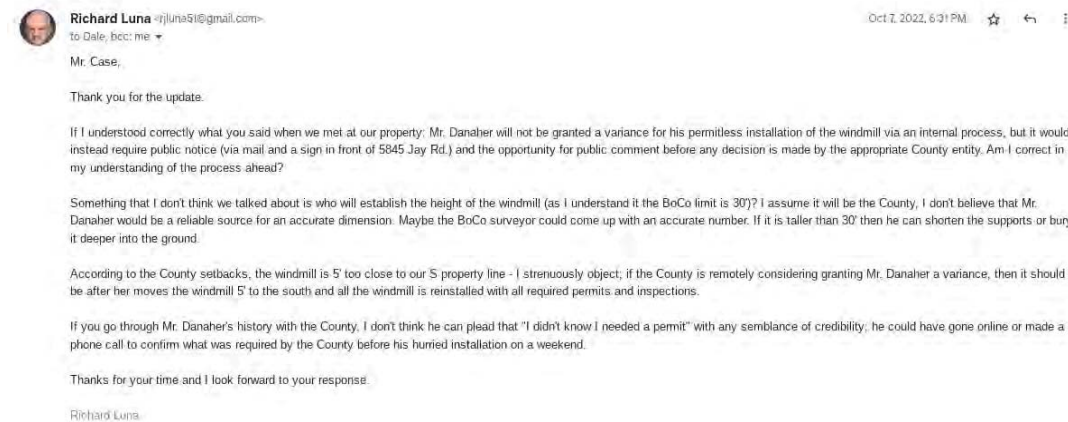 Richard Luna <rjluna51@gmail.com>
Oct 7, 2022, 6:31 PM
to Dale, bcc: me
Mr. Case,
Thank you for the update.
If I understood correctly what you said when we met at our property: Mr. Danaher will not be granted a variance for his permitless installation of the windmill via an internal process, but it would
instead require public notice (via mail and a sign in front of 5845 Jay Rd.) and the opportunity for public comment before any decision is made by the appropriate County entity. Am I correct in
my understanding of the process ahead?
Something that I don't think we talked about is who will establish the height of the windmill (as I understand it the BoCo limit is 30')? I assume it will be the County, I don't believe that Mr.
Danaher would be a reliable source for an accurate dimension. Maybe the BoCo surveyor could come up with an accurate number. If it is taller than 30' then he can shorten the supports or bury
it deeper into the ground.
According to the County setbacks, the windmill is 5' too close to our S property line - I strenuously object; if the County is remotely considering granting Mr. Danaher a variance, then it should
be after her moves the windmill 5' to the south and all the windmill is reinstalled with all required permits and inspections.
If you go through Mr. Danaher's history with the County, I don't think he can plead that "I didn't know I needed a permit" with any semblance of credibility; he could have gone online or made a
phone call to confirm what was required by the County before his hurried installation on a weekend.
Thanks for your time and I look forward to your response.
Richard Luna